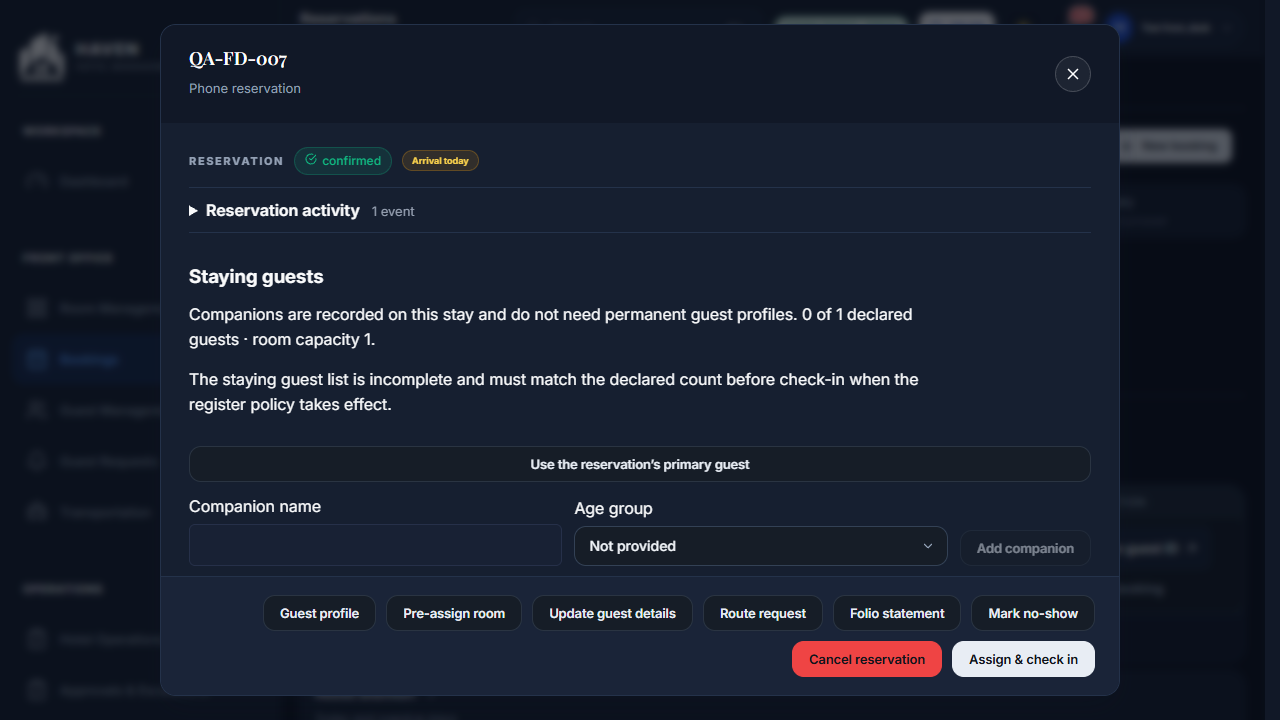 QA-FD-007
Phone reservation
RESERVATION confirmed Arrival today
Reservation activity 1 event
Staying guests
Companions are recorded on this stay and do not need permanent guest profiles. 0 of 1 declared
guests · room capacity 1.
The staying guest list is incomplete and must match the declared count before check-in when the
register policy takes effect.
Use the reservation's primary guest
Companion name
Age group
Not provided
Add companion
Guest profile Pre-assign room Update guest details Route request Folio statement Mark no-show
Cancel reservation Assign & check in